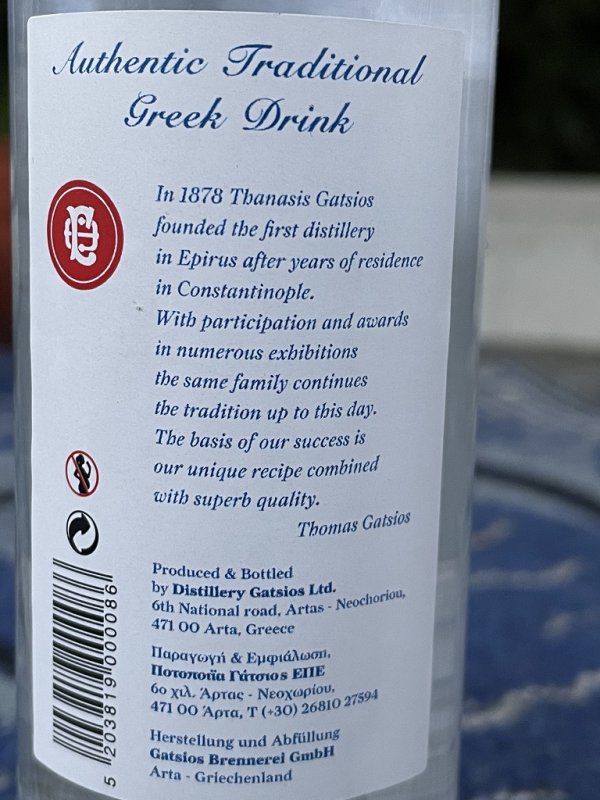 Authentic Traditional
Greek Drink
In 1878 Thanasis Gatsios
founded the first distillery
in Epirus after years of residence
in Constantinople.
With participation and awards
in numerous exhibitions
the same family continues
the tradition up to this day.
The basis of our success is
our unique recipe combined
with superb quality.
Thomas Gatsios
Produced & Bottled
by Distillery Gatsios Ltd.
6th National road, Artas - Neochoriou,
471 00 Arta, Greece
Παραγωγή & Εμφιάλωση,
Ποτοποιΐα Γάτσιος ΕΠΕ
6ο χιλ. Άρτας - Νεοχωρίου,
471 00 Άρτα, Τ (+30) 26810 27594
Herstellung und Abfüllung
Gatsios Brennerei GmbH
Arta - Griechenland
5 203819 000086